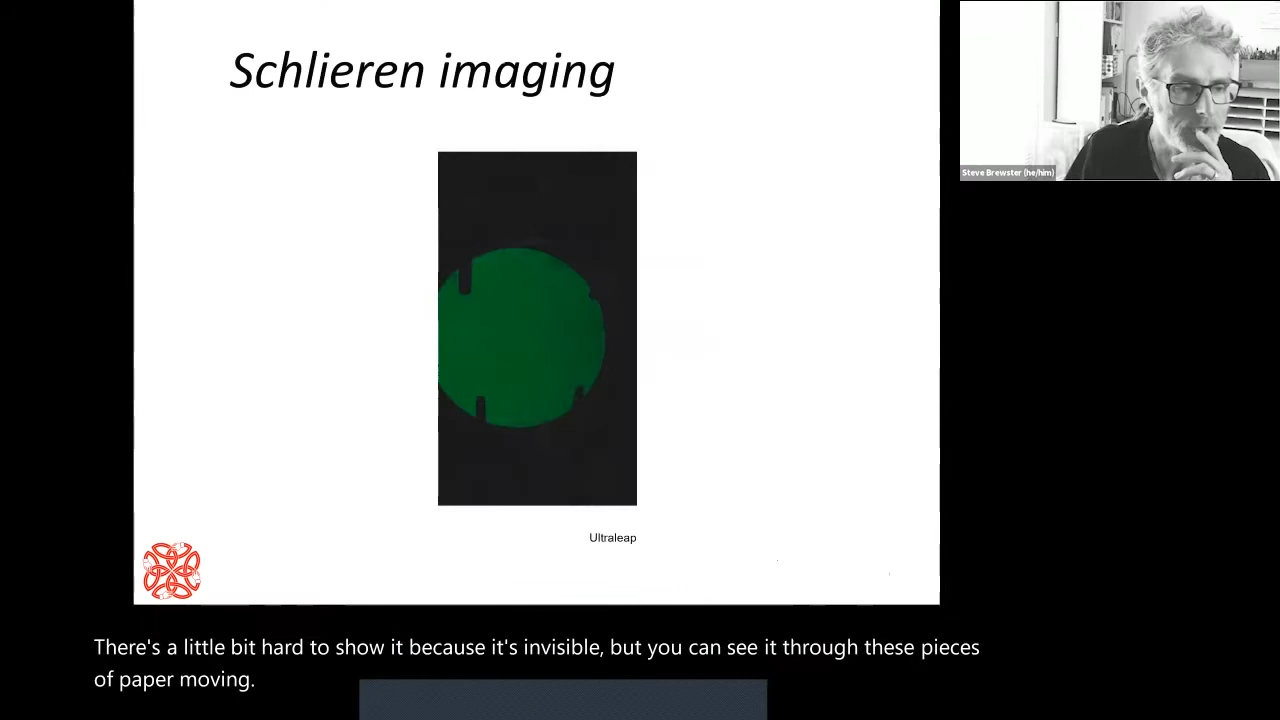 Schlieren imaging
Steve Brewster (he/him)
Ultraleap
There's a little bit hard to show it because it's invisible, but you can see it through these pieces
of paper moving.